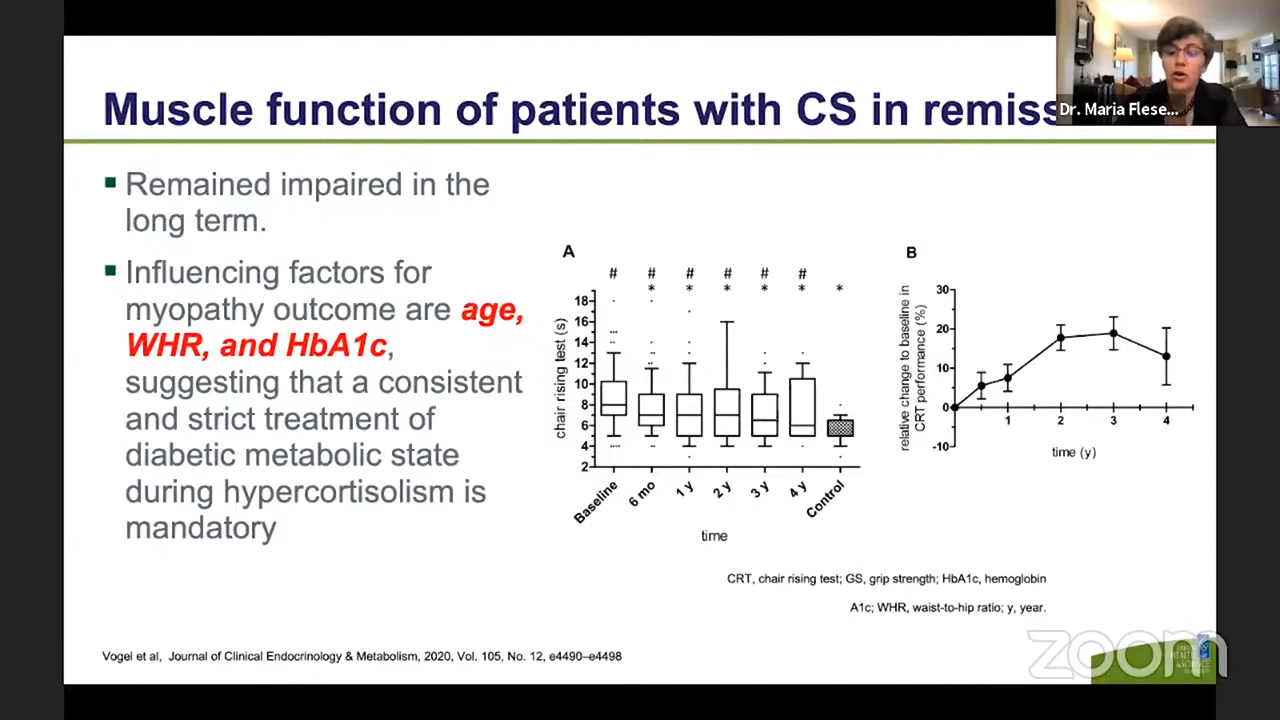 Muscle function of patients with CS in remiss
Dr. Maria Flese...
Remained impaired in the
long term.
Influencing factors for
myopathy outcome are age,
WHR, and HbA1c,
suggesting that a consistent
and strict treatment of
diabetic metabolic state
during hypercortisolism is
mandatory
A
# # # # # #
* * * * * *
chair rising test (s)
18
16
14
12
10
8
6
4
2
Baseline 6 mo 1 y 2 y 3 y 4 y Control
time
B
relative change to baseline in
CRT performance (%)
30
20
10
0
-10
1 2 3 4
time (y)
CRT, chair rising test; GS, grip strength; HbA1c, hemoglobin
A1c; WHR, waist-to-hip ratio; y, year.
Vogel et al, Journal of Clinical Endocrinology & Metabolism, 2020, Vol. 105, No. 12, e4490–e4498
zoom
HEALTH
& SCIENCE